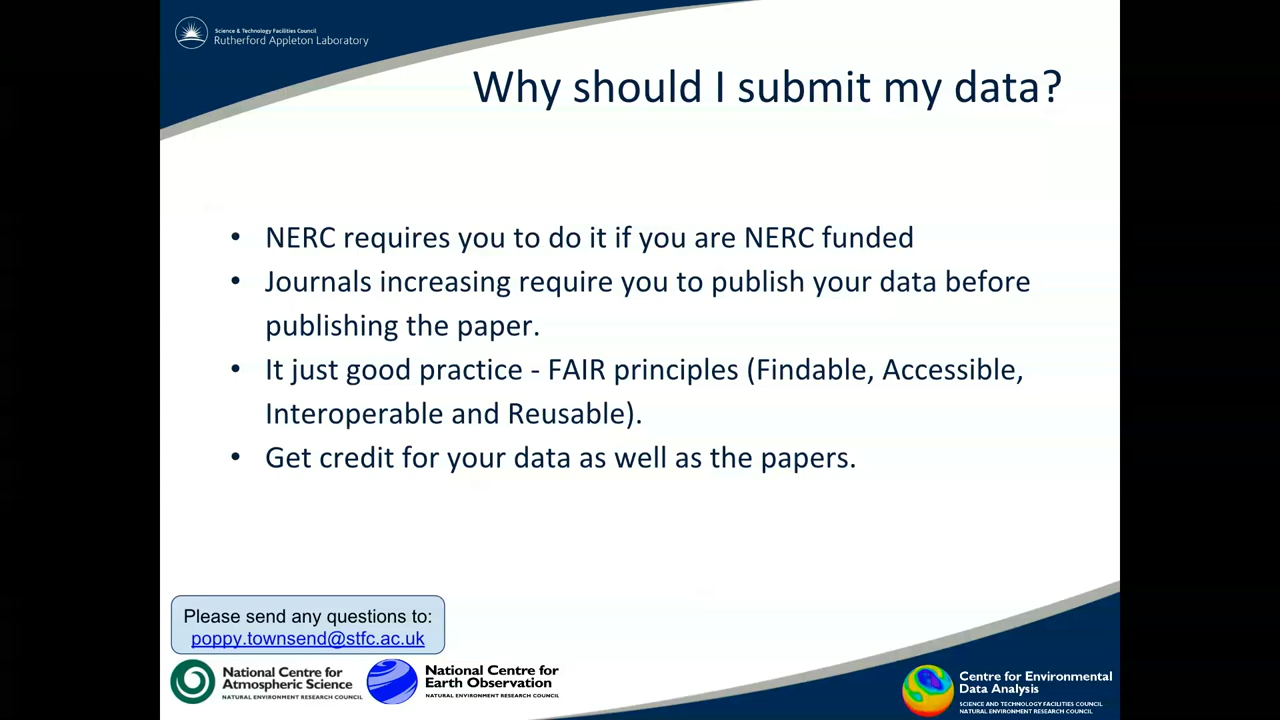 Science & Technology Facilities Council
Rutherford Appleton Laboratory
Why should I submit my data?
• NERC requires you to do it if you are NERC funded
• Journals increasing require you to publish your data before
publishing the paper.
• It just good practice - FAIR principles (Findable, Accessible,
Interoperable and Reusable).
• Get credit for your data as well as the papers.
Please send any questions to:
poppy.townsend@stfc.ac.uk
National Centre for
Atmospheric Science
NATURAL ENVIRONMENT RESEARCH COUNCIL
National Centre for
Earth Observation
NATURAL ENVIRONMENT RESEARCH COUNCIL
Centre for Environmental
Data Analysis
SCIENCE AND TECHNOLOGY FACILITIES COUNCIL
NATURAL ENVIRONMENT RESEARCH COUNCIL